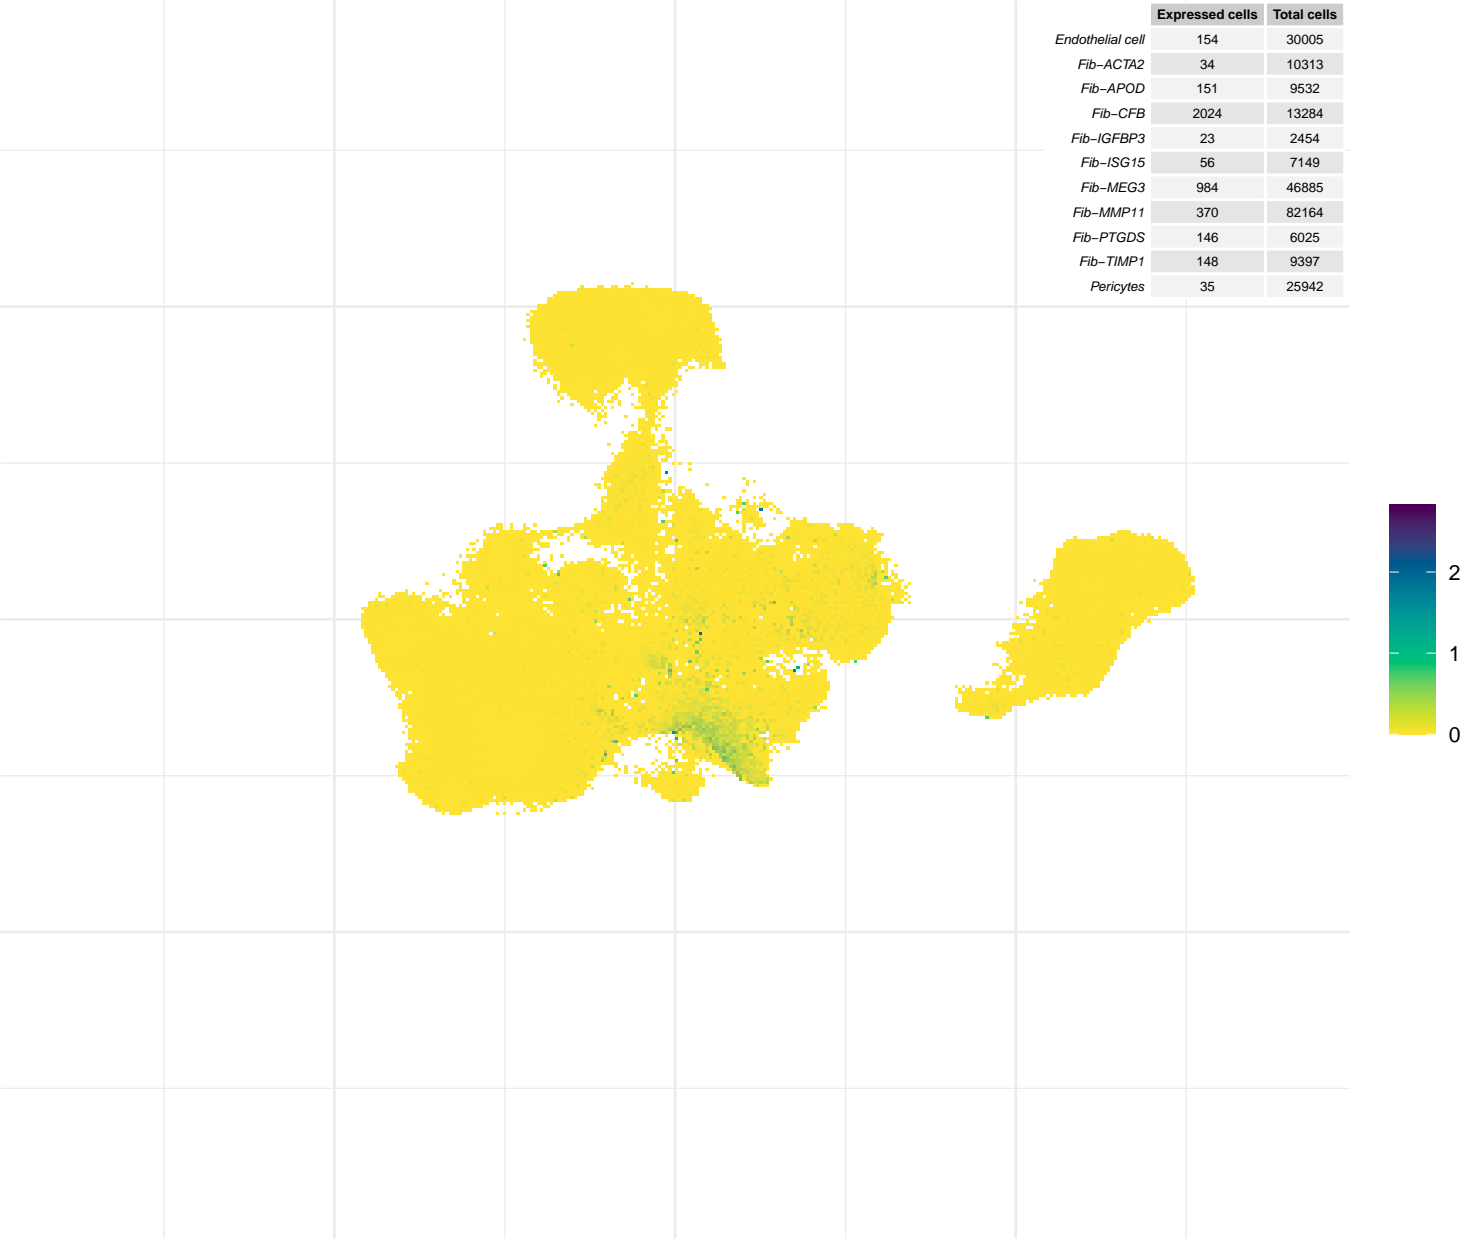 Expressed cells Total cells
Endothelial cell 154 30005
Fib−ACTA2 34 10313
Fib−APOD 151 9532
Fib−CFB 2024 13284
Fib−IGFBP3 23 2454
Fib−ISG15 56 7149
Fib−MEG3 984 46885
Fib−MMP11 370 82164
Fib−PTGDS 146 6025
Fib−TIMP1 148 9397
Pericytes 35 25942
2
1
0